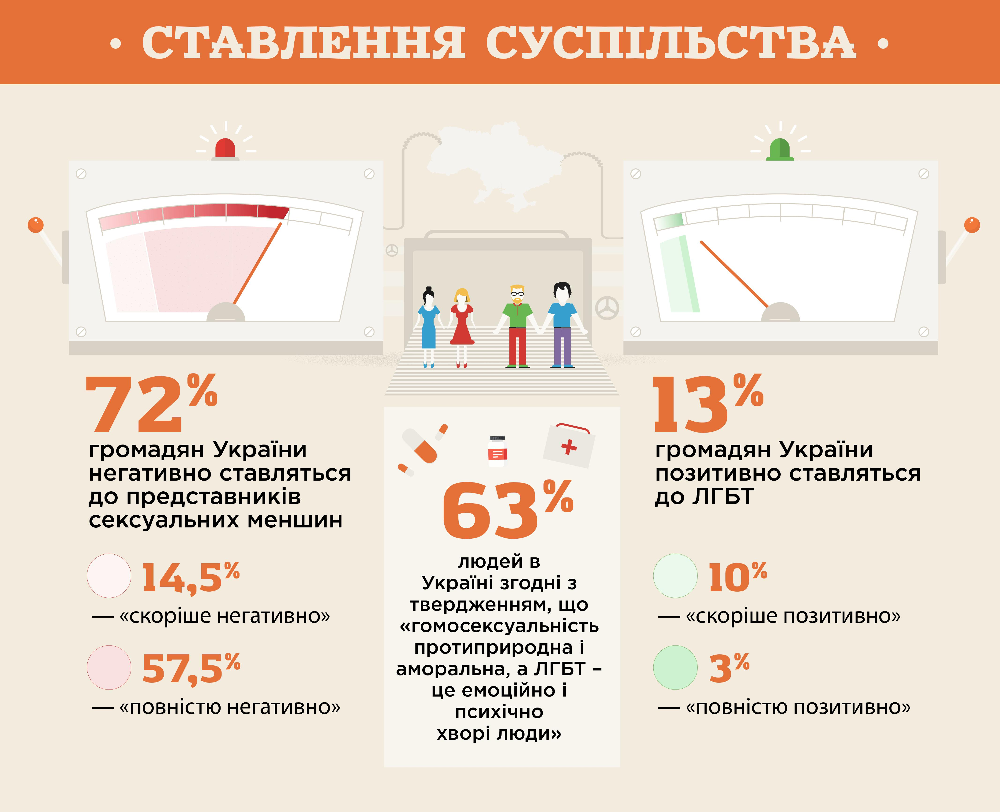 • СТАВЛЕННЯ СУСПІЛЬСТВА •
72%
громадян України
негативно ставляться
до представників
сексуальних меншин
14,5%
— «скоріше негативно»
57,5%
— «повністю негативно»
63%
людей в
Україні згодні з
твердженням, що
«гомосексуальність
протиприродна і
аморальна, а ЛГБТ –
це емоційно і
психічно
хворі люди»
13%
громадян України
позитивно ставляться
до ЛГБТ
10%
— «скоріше позитивно»
3%
— «повністю позитивно»